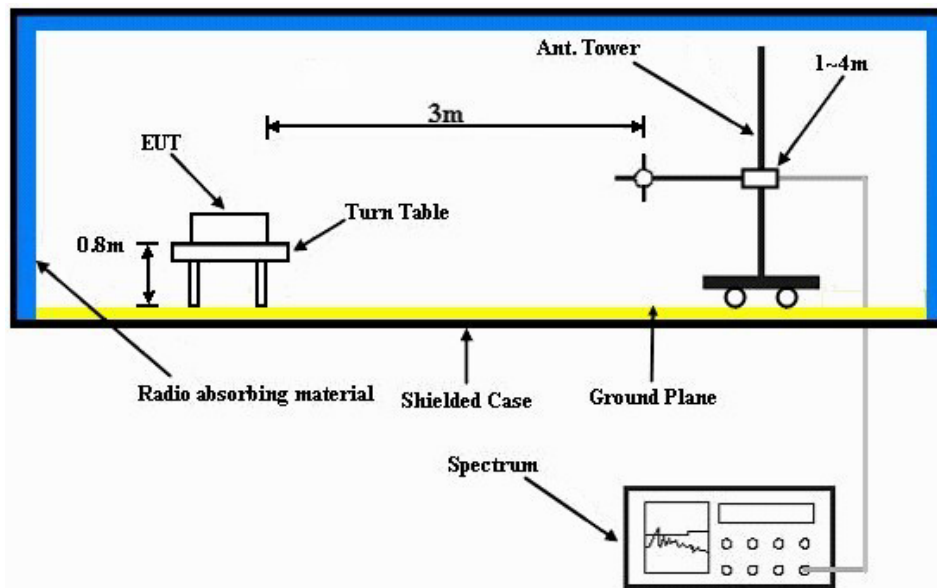 Ant. Tower
1~4m
3m
EUT
Turn Table
0.8m
Radio absorbing material
Shielded Case
Ground Plane
Spectrum